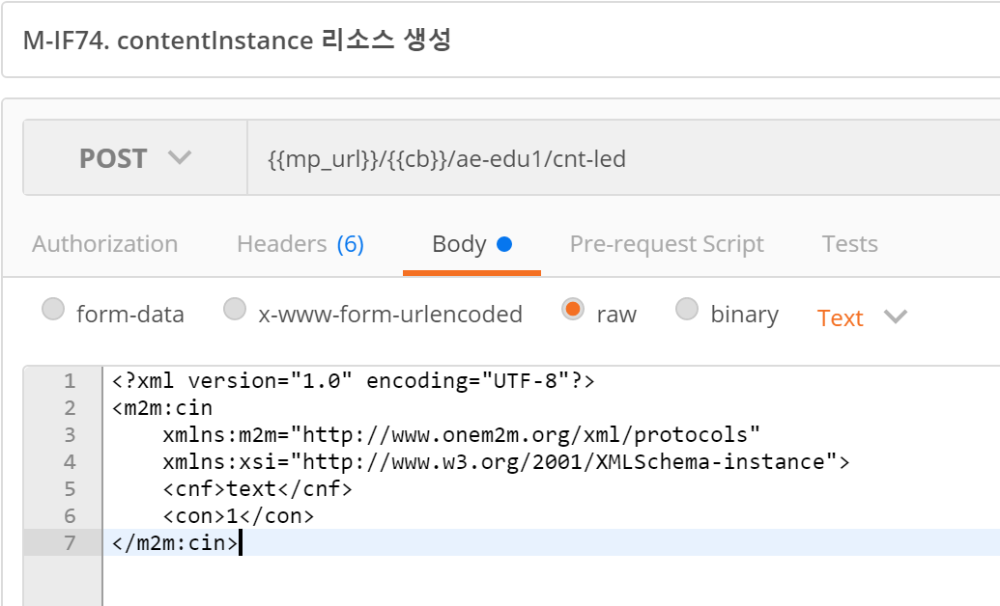 M-IF74. contentInstance 리소스 생성
POST {{mp_url}}/{{cb}}/ae-edu1/cnt-led
Authorization Headers (6) Body Pre-request Script Tests
form-data x-www-form-urlencoded raw binary Text
1 <?xml version="1.0" encoding="UTF-8"?>
2 <m2m:cin
3 xmlns:m2m="http://www.onem2m.org/xml/protocols"
4 xmlns:xsi="http://www.w3.org/2001/XMLSchema-instance">
5 <cnf>text</cnf>
6 <con>1</con>
7 </m2m:cin>